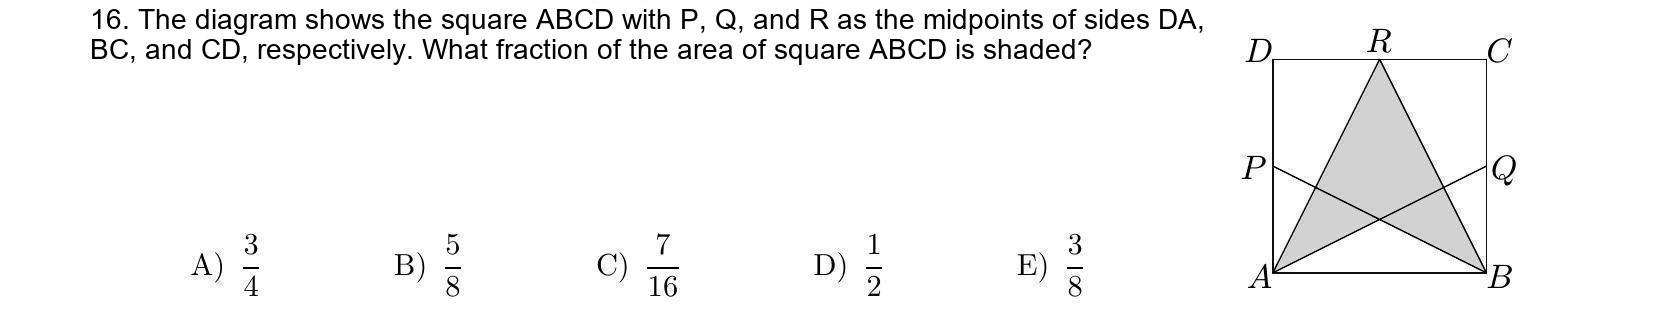 16. The diagram shows the square ABCD with P, Q, and R as the midpoints of sides DA,
BC, and CD, respectively. What fraction of the area of square ABCD is shaded?
D R C
P Q
A B
A) 3/4 B) 5/8 C) 7/16 D) 1/2 E) 3/8